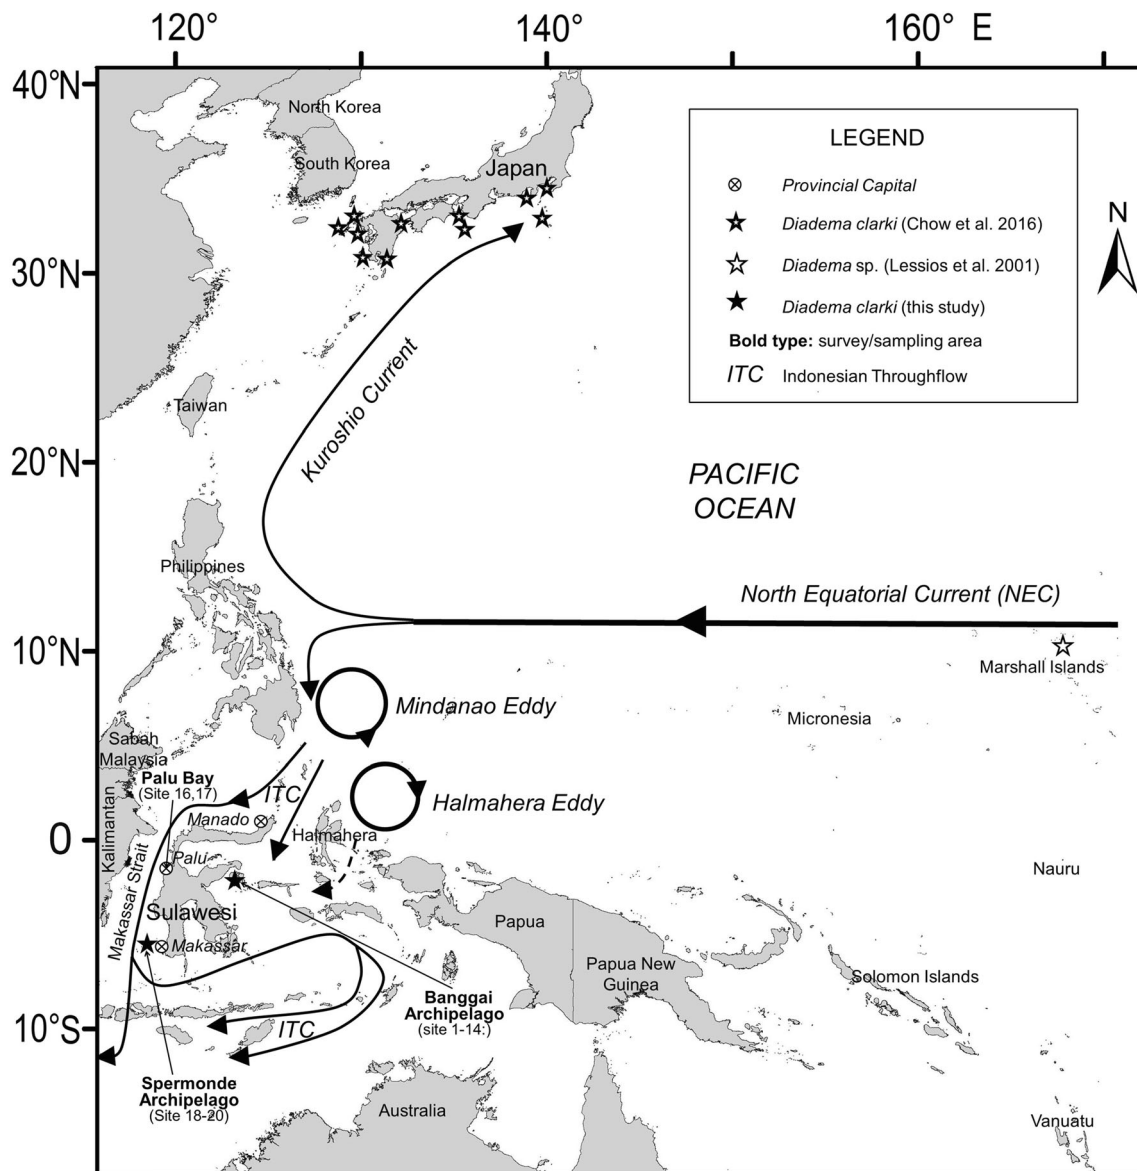 120°
140°
160° E
40°N
30°N
20°N
10°N
0
10°S
North Korea
South Korea
Japan
LEGEND
Provincial Capital
Diadema clarki (Chow et al. 2016)
Diadema sp. (Lessios et al. 2001)
Diadema clarki (this study)
Bold type: survey/sampling area
ITC Indonesian Throughflow
N
Kuroshio Current
Taiwan
PACIFIC
OCEAN
Philippines
North Equatorial Current (NEC)
Marshall Islands
Mindanao Eddy
Micronesia
Sabah
Malaysia
Palu Bay
(Site 16,17)
ITC
Halmahera Eddy
Kalimantan
Manado
Halmahera
Makassar Strait
Palu
Nauru
Sulawesi
Papua
Makassar
Papua New
Guinea
Solomon Islands
Banggai
Archipelago
(site 1-14:)
ITC
Spermonde
Archipelago
(Site 18-20)
Australia
Vanuatu